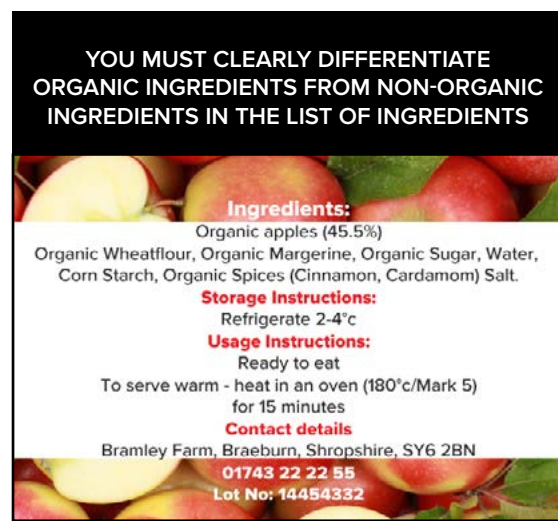 YOU MUST CLEARLY DIFFERENTIATE
ORGANIC INGREDIENTS FROM NON-ORGANIC
INGREDIENTS IN THE LIST OF INGREDIENTS
Ingredients:
Organic apples (45.5%)
Organic Wheatflour, Organic Margerine, Organic Sugar, Water,
Corn Starch, Organic Spices (Cinnamon, Cardamom) Salt.
Storage Instructions:
Refrigerate 2-4°c
Usage Instructions:
Ready to eat
To serve warm - heat in an oven (180°c/Mark 5)
for 15 minutes
Contact details
Bramley Farm, Braeburn, Shropshire, SY6 2BN
01743 22 22 55
Lot No: 14454332